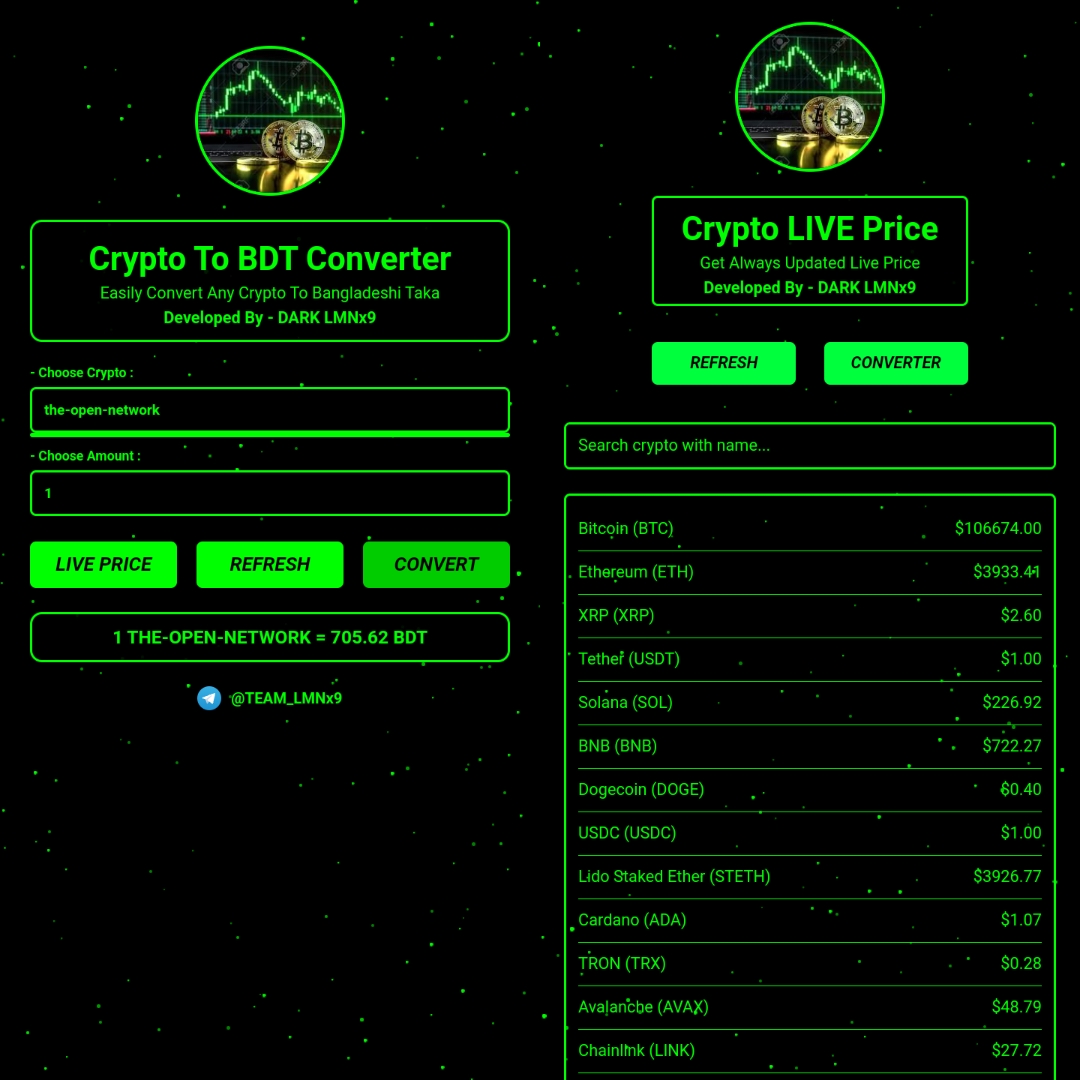 Crypto To BDT Converter
Easily Convert Any Crypto To Bangladeshi Taka
Developed By - DARK LMNx9
- Choose Crypto :
the-open-network
- Choose Amount :
1
LIVE PRICE REFRESH CONVERT
1 THE-OPEN-NETWORK = 705.62 BDT
@TEAM_LMNx9
Crypto LIVE Price
Get Always Updated Live Price
Developed By - DARK LMNx9
REFRESH CONVERTER
Search crypto with name...
Bitcoin (BTC) $106674.00
Ethereum (ETH) $3933.41
XRP (XRP) $2.60
Tether (USDT) $1.00
Solana (SOL) $226.92
BNB (BNB) $722.27
Dogecoin (DOGE) $0.40
USDC (USDC) $1.00
Lido Staked Ether (STETH) $3926.77
Cardano (ADA) $1.07
TRON (TRX) $0.28
Avalanche (AVAX) $48.79
Chainlink (LINK) $27.72